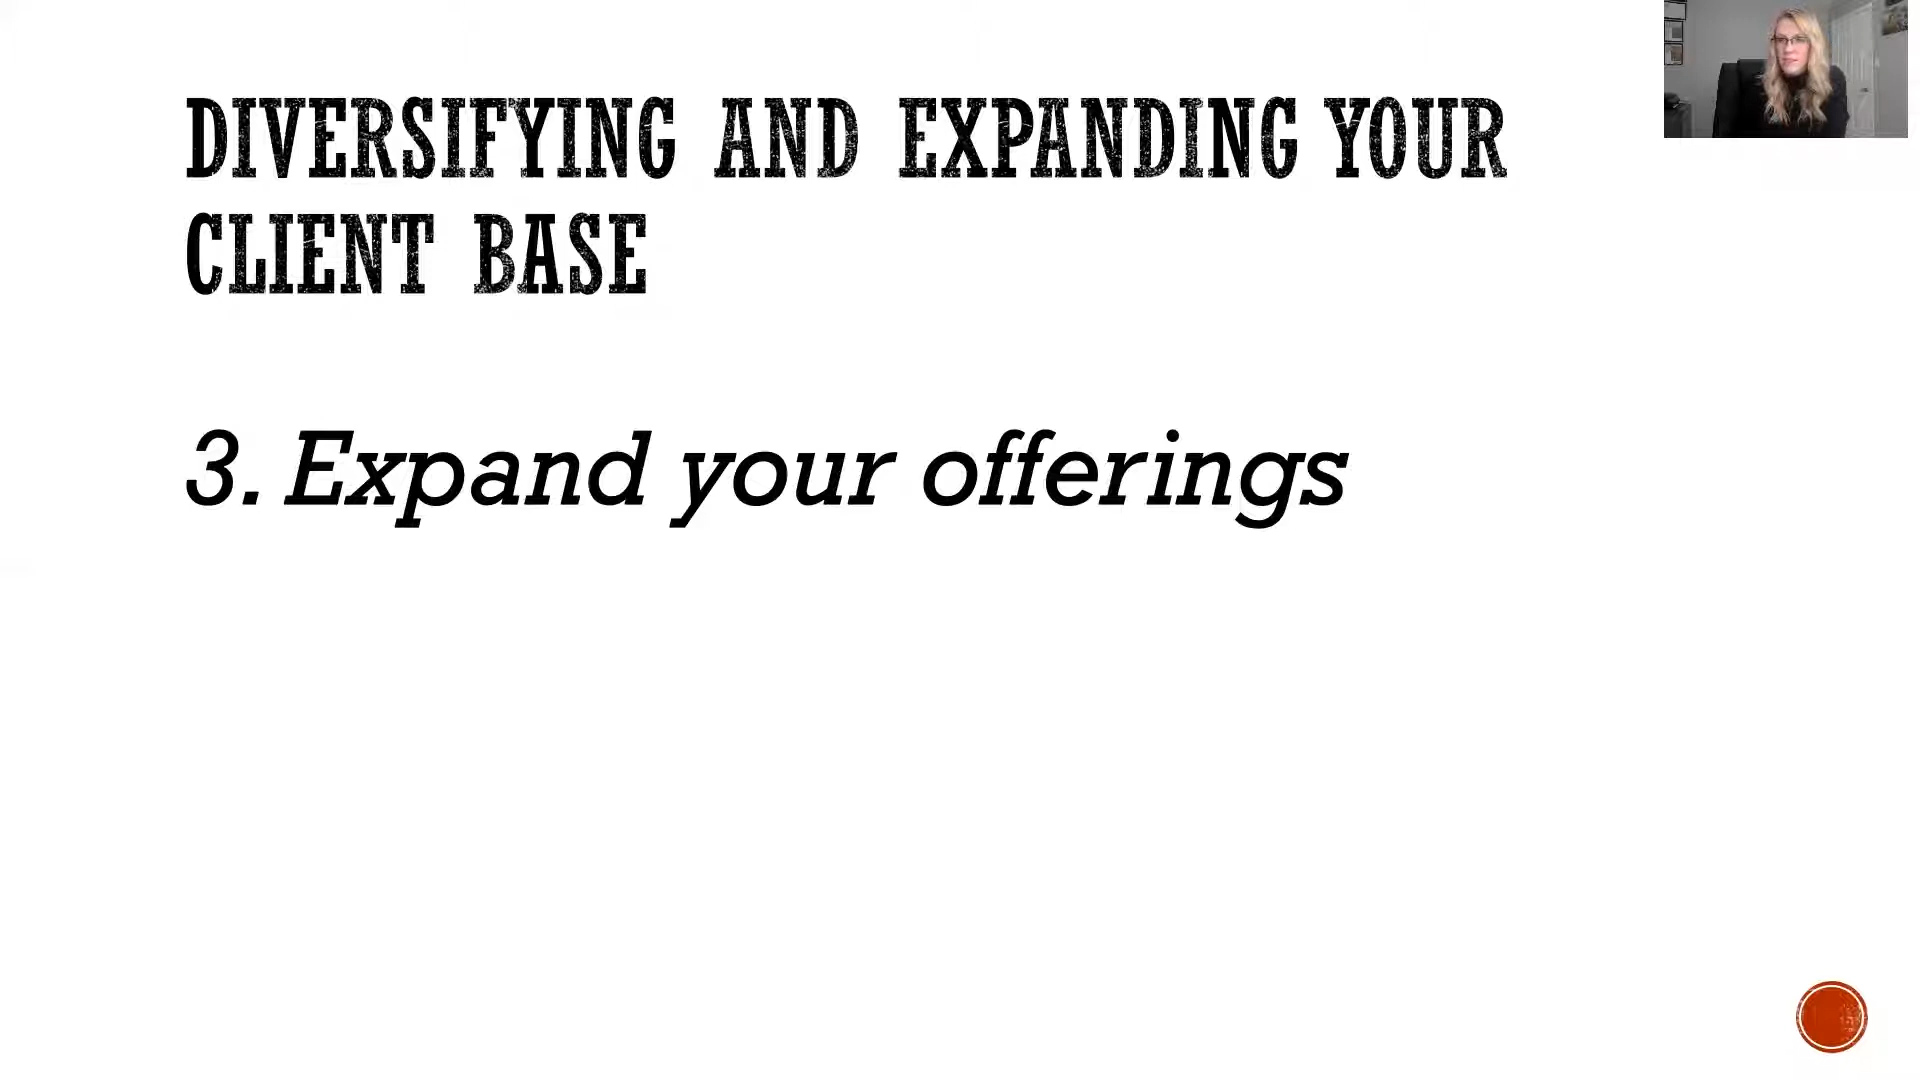 DIVERSIFYING AND EXPANDING YOUR
CLIENT BASE
3. Expand your offerings